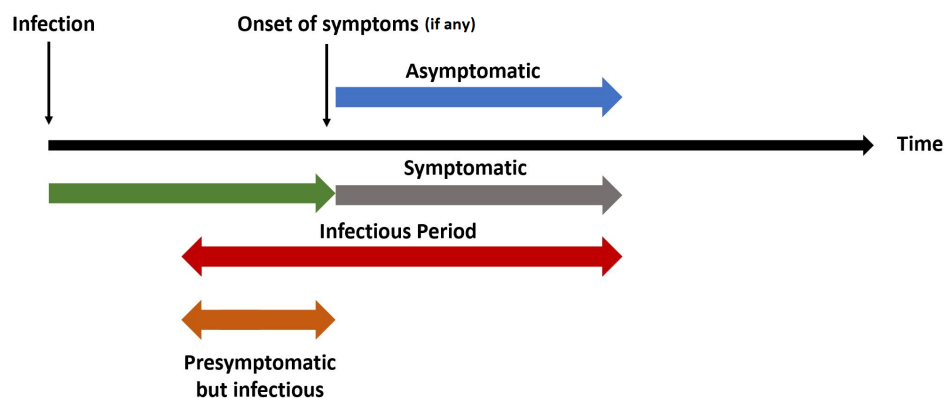 Infection
Onset of symptoms (if any)
Asymptomatic
Time
Symptomatic
Infectious Period
Presymptomatic
but infectious